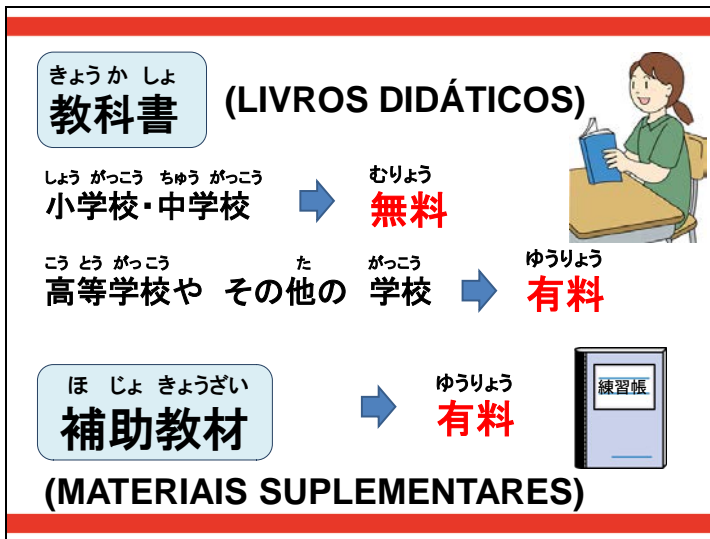 きょう か しょ
教科書 (LIVROS DIDÁTICOS)
しょう がっこう ちゅう がっこう むりょう
小学校・中学校 無料
こう とう がっこう た がっこう ゆうりょう
高等学校や その他の 学校 有料
ほ じょ きょうざい ゆうりょう
補助教材 有料
練習帳
(MATERIAIS SUPLEMENTARES)